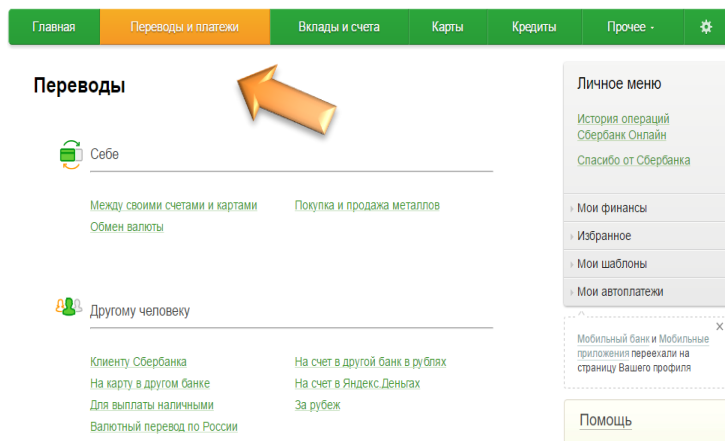 Главная Переводы и платежи Вклады и счета Карты Кредиты Прочее
Переводы
Себе
Между своими счетами и картами Покупка и продажа металлов
Обмен валюты
Другому человеку
Клиенту Сбербанка На счет в другой банк в рублях
На карту в другом банке На счет в Яндекс.Деньгах
Для выплаты наличными За рубеж
Валютный перевод по России
Личное меню
История операций
Сбербанк Онлайн
Спасибо от Сбербанка
Мои финансы
Избранное
Мои шаблоны
Мои автоплатежи
Мобильный банк и Мобильные
приложения переехали на
страницу Вашего профиля
Помощь